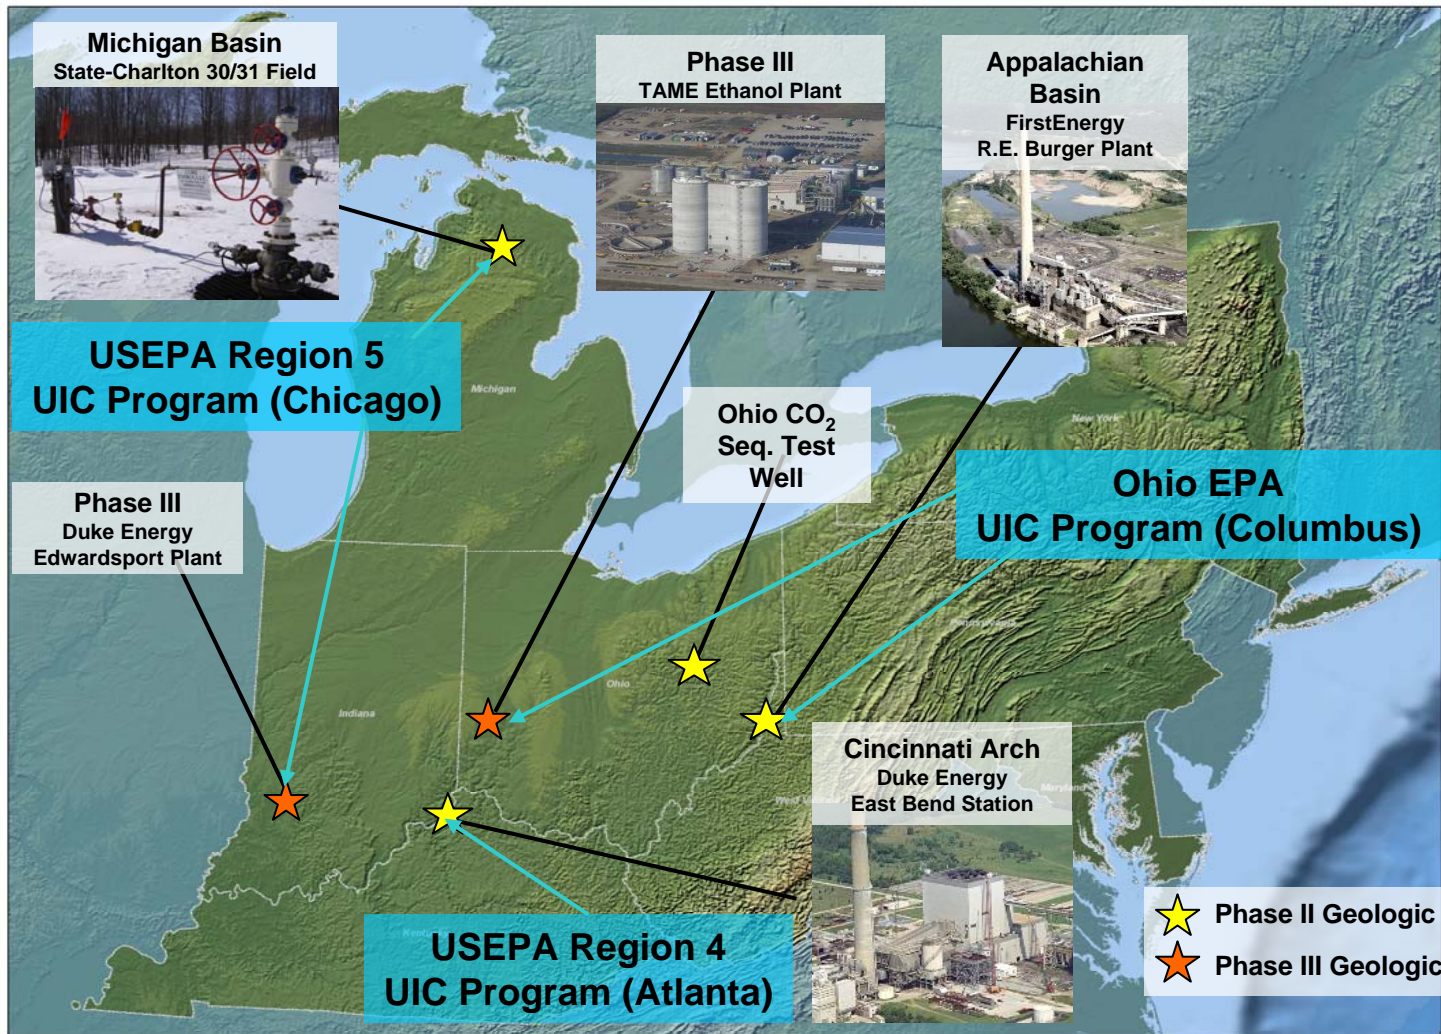 Michigan Basin
State-Charlton 30/31 Field
Phase III
TAME Ethanol Plant
Appalachian
Basin
FirstEnergy
R.E. Burger Plant
USEPA Region 5
UIC Program (Chicago)
Michigan
Ohio CO₂
Seq. Test
Well
New York
Ohio EPA
UIC Program (Columbus)
Phase III
Duke Energy
Edwardsport Plant
Pennsylvania
Ohio
Indiana
Cincinnati Arch
Duke Energy
East Bend Station
Maryland
USEPA Region 4
UIC Program (Atlanta)
Phase II Geologic
Phase III Geologic